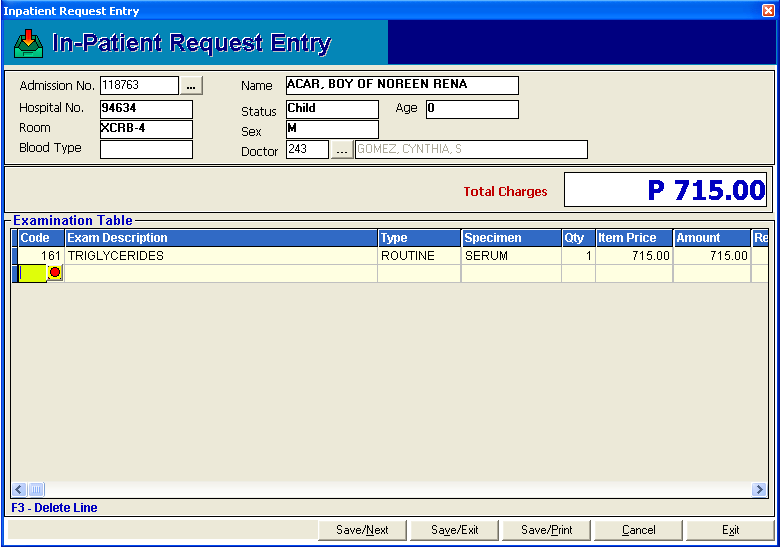 Inpatient Request Entry
In-Patient Request Entry
Admission No. 118763 ... Name ACAR, BOY OF NOREEN RENA
Hospital No. 94634 Status Child Age 0
Room XCRB-4 Sex M
Blood Type Doctor 243 ... GOMEZ, CYNTHIA, S
Total Charges P 715.00
Examination Table
Code Exam Description Type Specimen Qty Item Price Amount Re
161 TRIGLYCERIDES ROUTINE SERUM 1 715.00 715.00
F3 - Delete Line
Save/Next Save/Exit Save/Print Cancel Exit